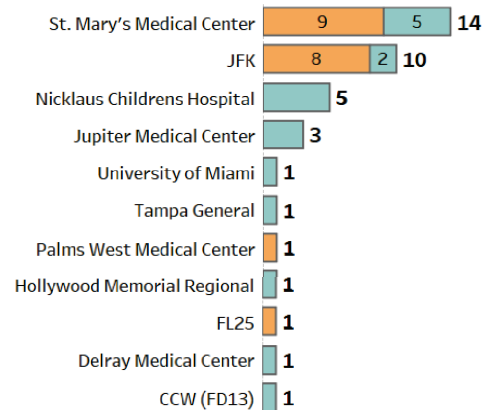 St. Mary's Medical Center 9 5 14
JFK 8 2 10
Nicklaus Childrens Hospital 5
Jupiter Medical Center 3
University of Miami 1
Tampa General 1
Palms West Medical Center 1
Hollywood Memorial Regional 1
FL25 1
Delray Medical Center 1
CCW (FD13) 1